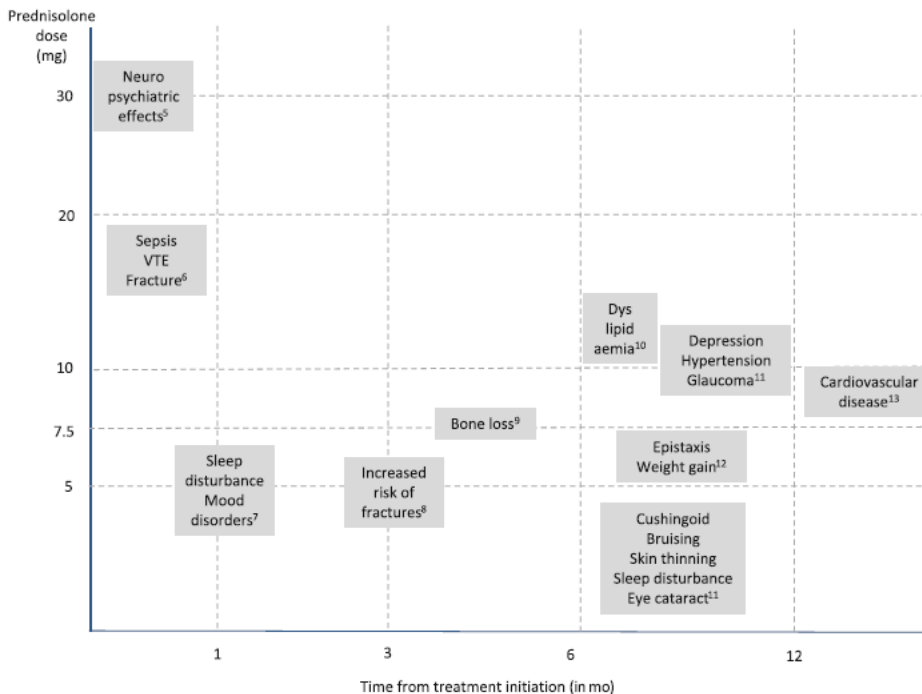 Prednisolone
dose
(mg)
30
20
10
7.5
5
Neuro
psychiatric
effects⁵
Sepsis
VTE
Fracture⁶
Sleep
disturbance
Mood
disorders⁷
Increased
risk of
fractures⁸
Bone loss⁹
Dys
lipid
aemia¹⁰
Depression
Hypertension
Glaucoma¹¹
Cardiovascular
disease¹³
Epistaxis
Weight gain¹²
Cushingoid
Bruising
Skin thinning
Sleep disturbance
Eye cataract¹¹
1
3
6
12
Time from treatment initiation (in mo)